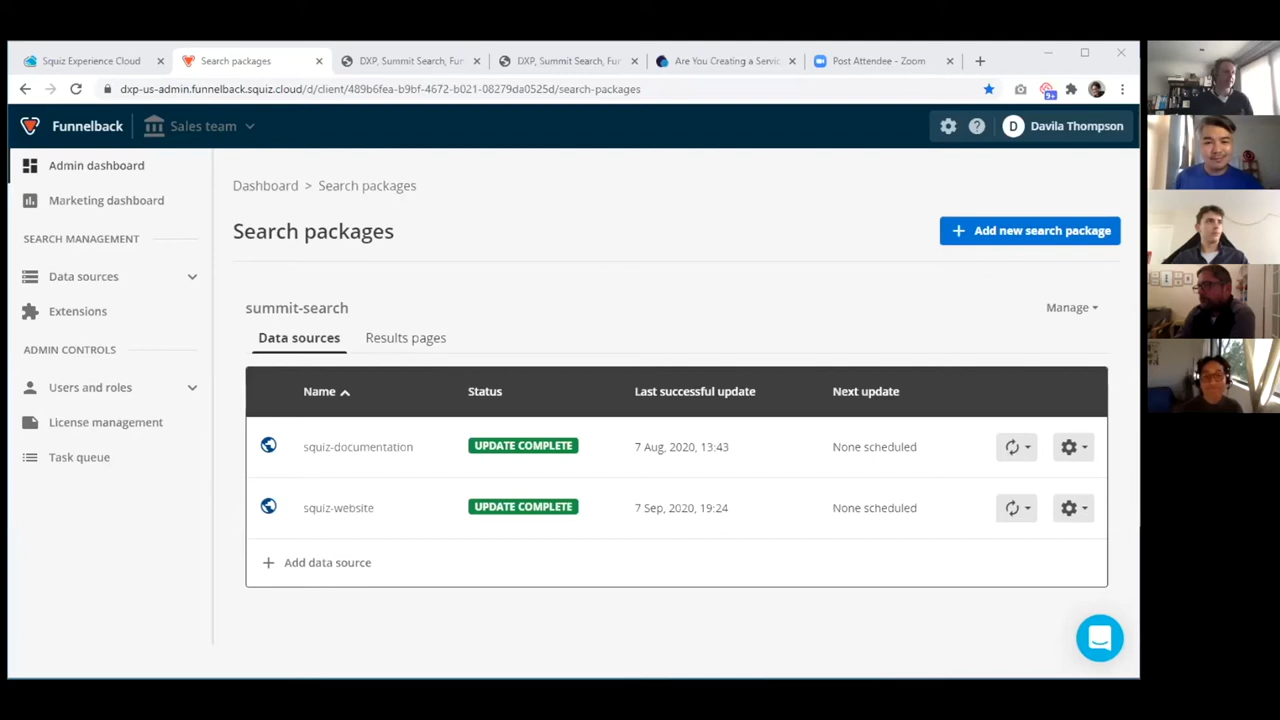 Squiz Experience Cloud
Search packages
DXP, Summit Search, Fun
DXP, Summit Search, Fun
Are You Creating a Servic
Post Attendee - Zoom
dxp-us-admin.funnelback.squiz.cloud/d/client/489b6fea-b9bf-4672-b021-08279da0525d/search-packages
9+
Funnelback
Sales team
D
Davila Thompson
Admin dashboard
Marketing dashboard
SEARCH MANAGEMENT
Data sources
Extensions
ADMIN CONTROLS
Users and roles
License management
Task queue
Dashboard > Search packages
Search packages
+ Add new search package
summit-search
Manage
Data sources Results pages
Name Status Last successful update Next update
squiz-documentation UPDATE COMPLETE 7 Aug, 2020, 13:43 None scheduled
squiz-website UPDATE COMPLETE 7 Sep, 2020, 19:24 None scheduled
+ Add data source